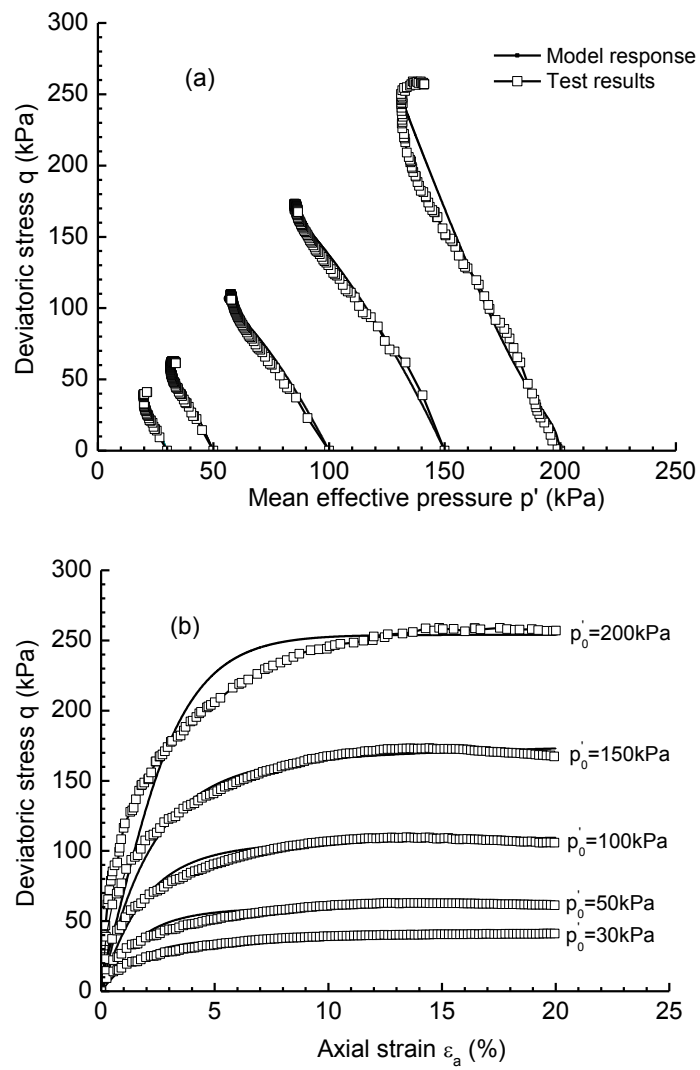 300
250
200
150
100
50
0
Deviatoric stress q (kPa)
(a)
Model response
Test results
0 50 100 150 200 250
Mean effective pressure p' (kPa)
300
250
200
150
100
50
0
Deviatoric stress q (kPa)
(b)
p'0=200kPa
p'0=150kPa
p'0=100kPa
p'0=50kPa
p'0=30kPa
0 5 10 15 20 25
Axial strain εa (%)